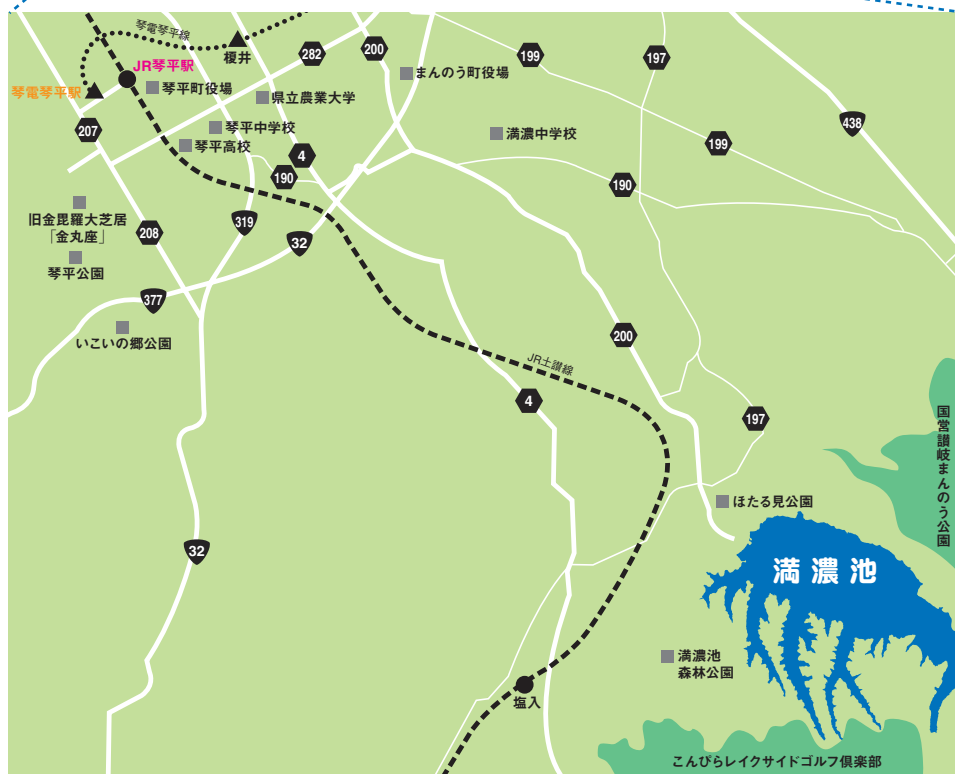 琴電琴平線
榎井
JR琴平駅
琴電琴平駅
琴平町役場
282
200
まんのう町役場
199
197
県立農業大学
207
琴平中学校
琴平高校
4
満濃中学校
438
199
190
190
旧金毘羅大芝居
「金丸座」
208
319
32
琴平公園
377
いこいの郷公園
200
JR土讃線
4
197
国営讃岐まんのう公園
ほたる見公園
32
満濃池
満濃池
森林公園
塩入
こんぴらレイクサイドゴルフ倶楽部